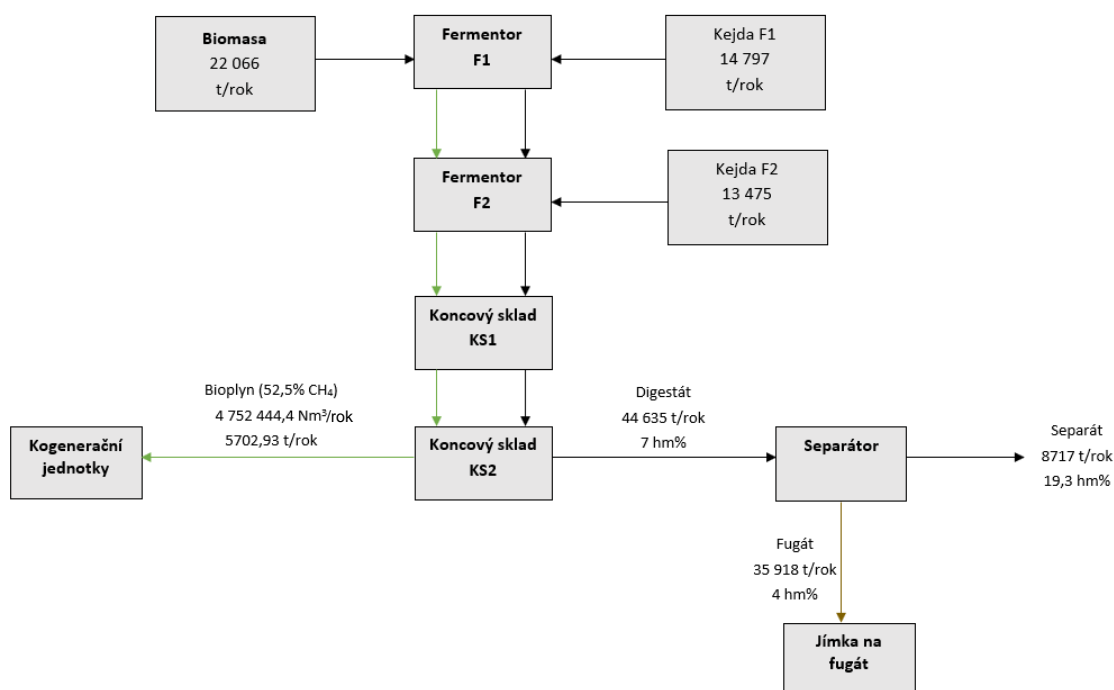 Biomasa
22 066
t/rok
Fermentor
F1
Kejda F1
14 797
t/rok
Fermentor
F2
Kejda F2
13 475
t/rok
Koncový sklad
KS1
Bioplyn (52,5% CH₄)
4 752 444,4 Nm³/rok
5702,93 t/rok
Digestát
44 635 t/rok
7 hm%
Kogenerační
jednotky
Koncový sklad
KS2
Separátor
Separát
8717 t/rok
19,3 hm%
Fugát
35 918 t/rok
4 hm%
Jímka na
fugát